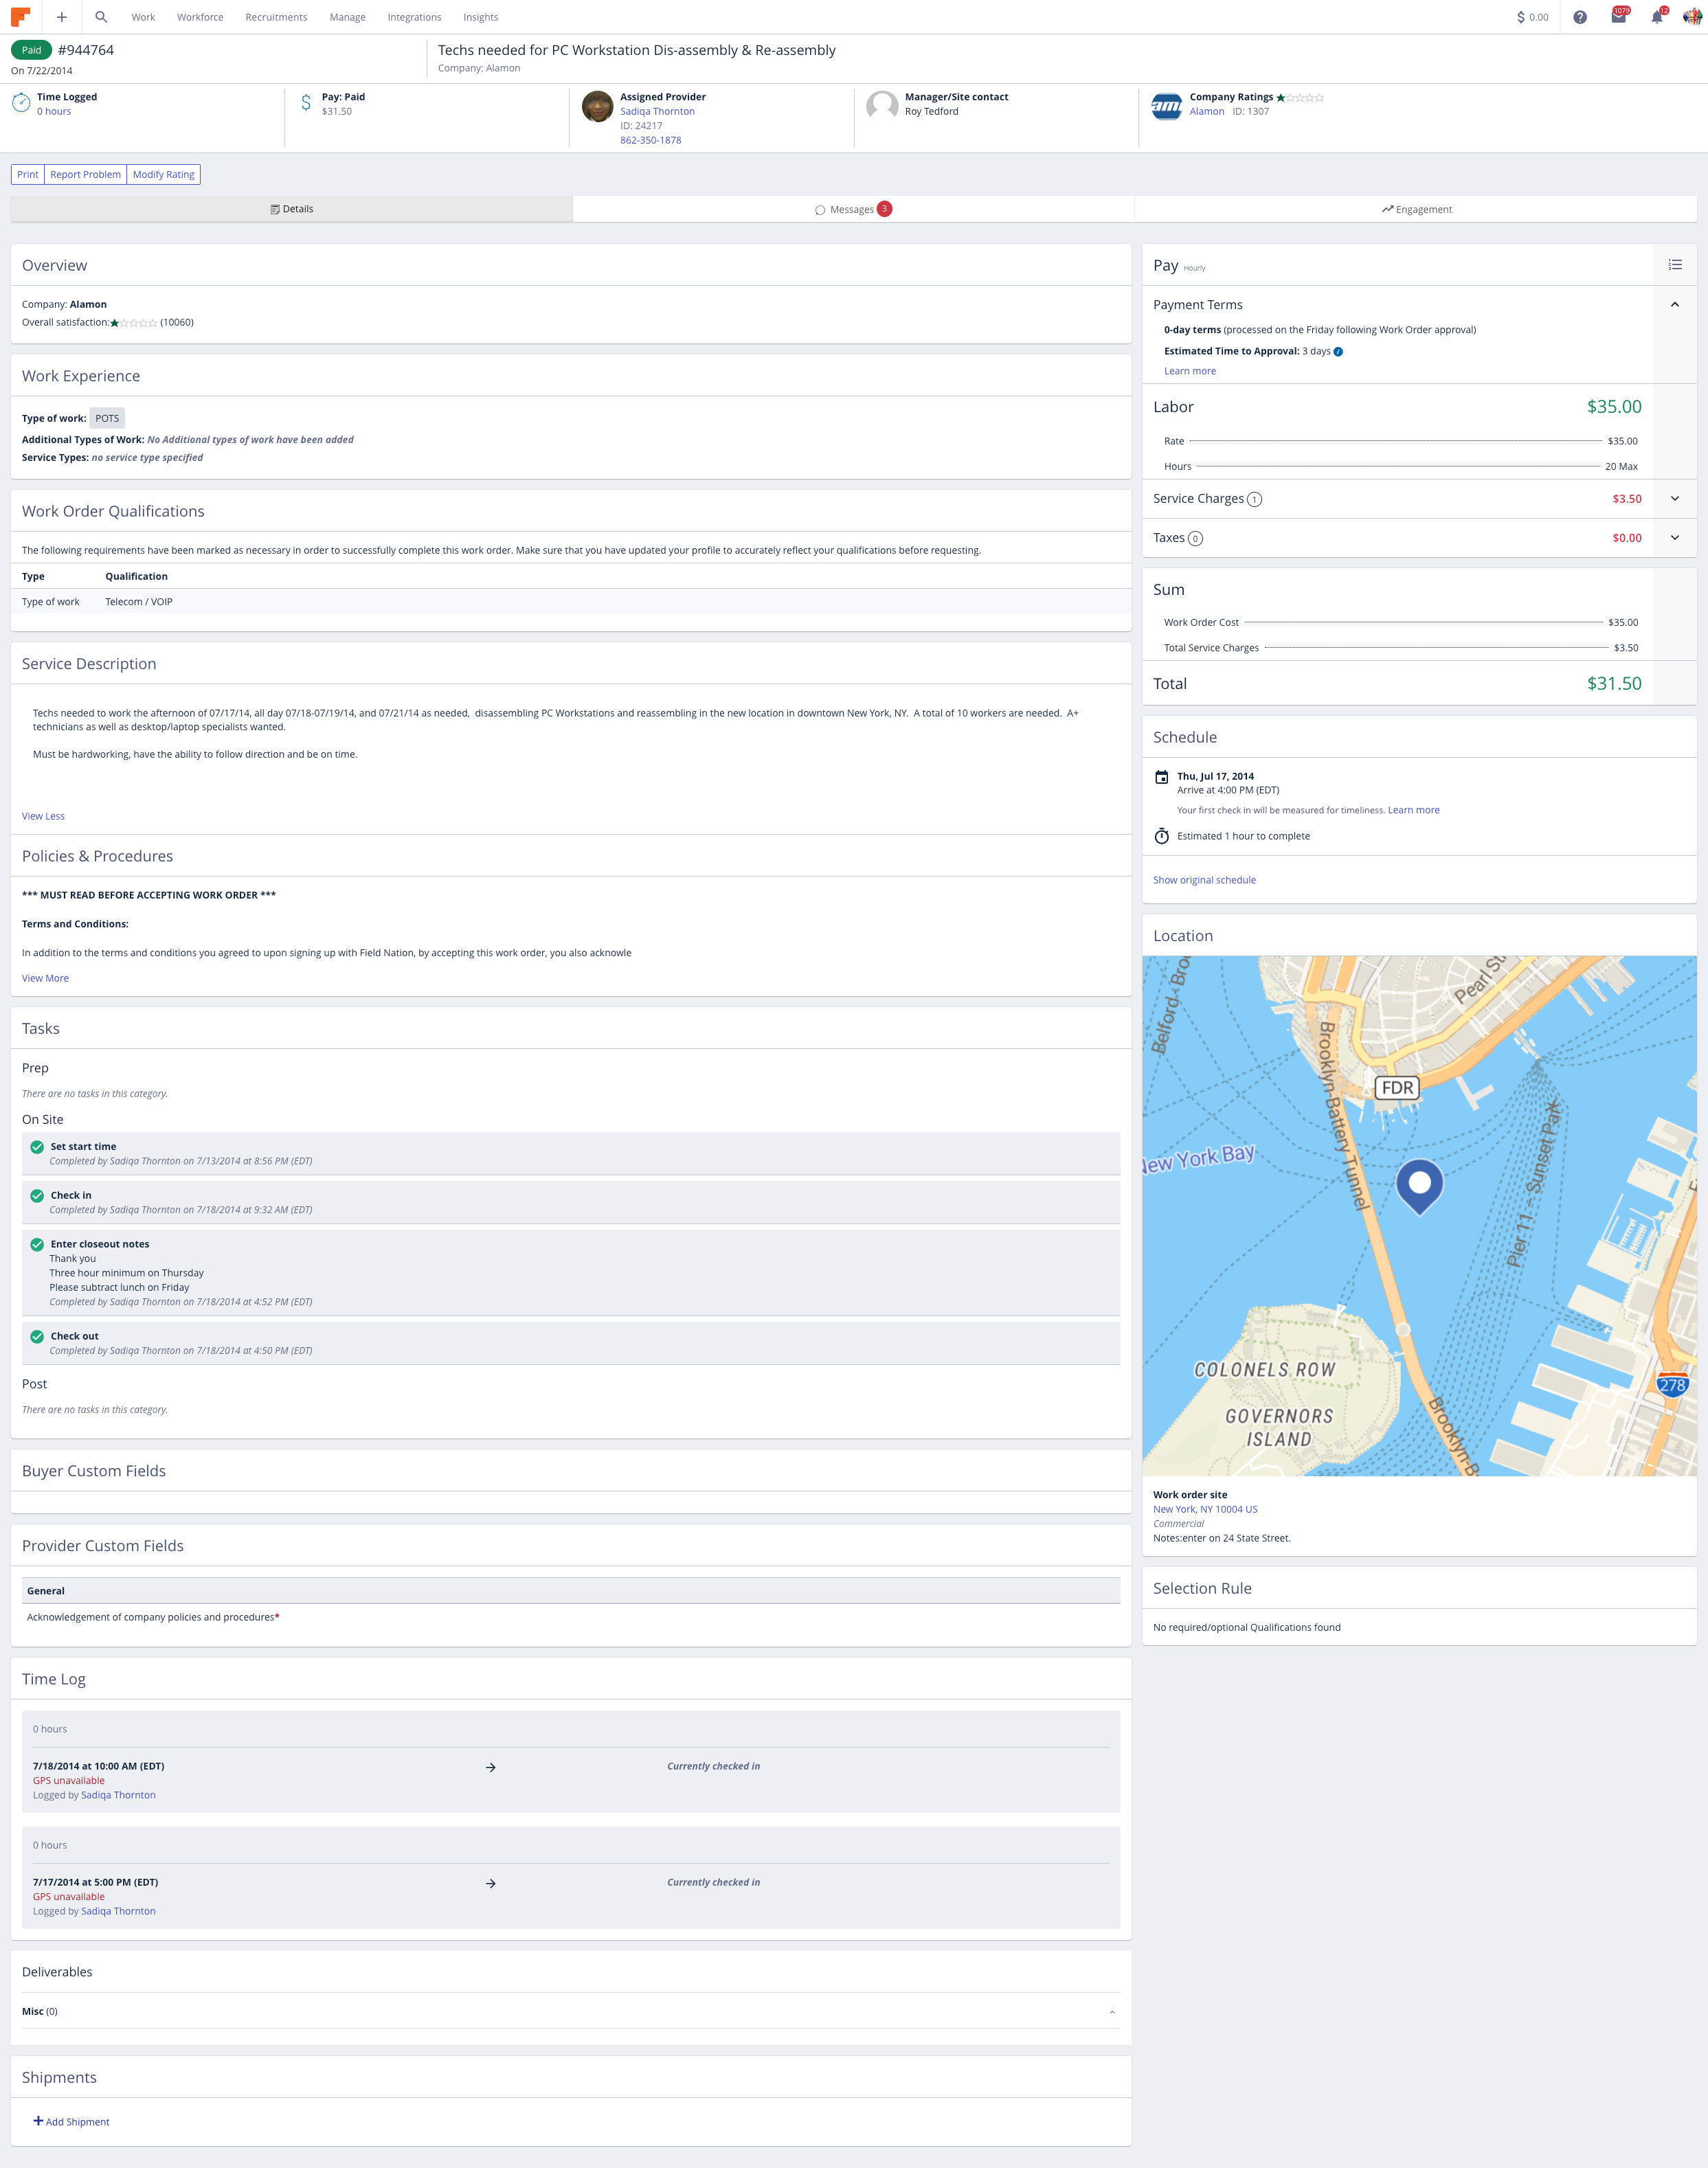 Work Workforce Recruitments Manage Integrations Insights $ 0.00 1079 12
Paid #944764
On 7/22/2014
Techs needed for PC Workstation Dis-assembly & Re-assembly
Company: Alamon
Time Logged
0 hours
Pay: Paid
$31.50
Assigned Provider
Sadiqa Thornton
ID: 24217
862-350-1878
Manager/Site contact
Roy Tedford
am
Company Ratings
Alamon ID: 1307
Print Report Problem Modify Rating
Details Messages 3 Engagement
Overview
Company: Alamon
Overall satisfaction: (10060)
Work Experience
Type of work: POTS
Additional Types of Work: No Additional types of work have been added
Service Types: no service type specified
Work Order Qualifications
The following requirements have been marked as necessary in order to successfully complete this work order. Make sure that you have updated your profile to accurately reflect your qualifications before requesting.
Type Qualification
Type of work Telecom / VOIP
Service Description
Techs needed to work the afternoon of 07/17/14, all day 07/18-07/19/14, and 07/21/14 as needed, disassembling PC Workstations and reassembling in the new location in downtown New York, NY. A total of 10 workers are needed. A+
technicians as well as desktop/laptop specialists wanted.
Must be hardworking, have the ability to follow direction and be on time.
View Less
Policies & Procedures
*** MUST READ BEFORE ACCEPTING WORK ORDER ***
Terms and Conditions:
In addition to the terms and conditions you agreed to upon signing up with Field Nation, by accepting this work order, you also acknowle
View More
Tasks
Prep
There are no tasks in this category.
On Site
Set start time
Completed by Sadiqa Thornton on 7/13/2014 at 8:56 PM (EDT)
Check in
Completed by Sadiqa Thornton on 7/18/2014 at 9:32 AM (EDT)
Enter closeout notes
Thank you
Three hour minimum on Thursday
Please subtract lunch on Friday
Completed by Sadiqa Thornton on 7/18/2014 at 4:52 PM (EDT)
Check out
Completed by Sadiqa Thornton on 7/18/2014 at 4:50 PM (EDT)
Post
There are no tasks in this category.
Buyer Custom Fields
Provider Custom Fields
General
Acknowledgement of company policies and procedures*
Time Log
0 hours
7/18/2014 at 10:00 AM (EDT) Currently checked in
GPS unavailable
Logged by Sadiqa Thornton
0 hours
7/17/2014 at 5:00 PM (EDT) Currently checked in
GPS unavailable
Logged by Sadiqa Thornton
Deliverables
Misc (0)
Shipments
Add Shipment
Pay Hourly
Payment Terms
0-day terms (processed on the Friday following Work Order approval)
Estimated Time to Approval: 3 days
Learn more
Labor $35.00
Rate $35.00
Hours 20 Max
Service Charges 1 $3.50
Taxes 0 $0.00
Sum
Work Order Cost $35.00
Total Service Charges $3.50
Total $31.50
Schedule
Thu, Jul 17, 2014
Arrive at 4:00 PM (EDT)
Your first check in will be measured for timeliness. Learn more
Estimated 1 hour to complete
Show original schedule
Location
Belford - Bro
Pearl St
Brooklyn-Battery Tunnel
FDR
New York Bay
Pier 11 - Sunset Park
COLONELS ROW
278
GOVERNORS
ISLAND
Brooklyn-B
Work order site
New York, NY 10004 US
Commercial
Notes:enter on 24 State Street.
Selection Rule
No required/optional Qualifications found